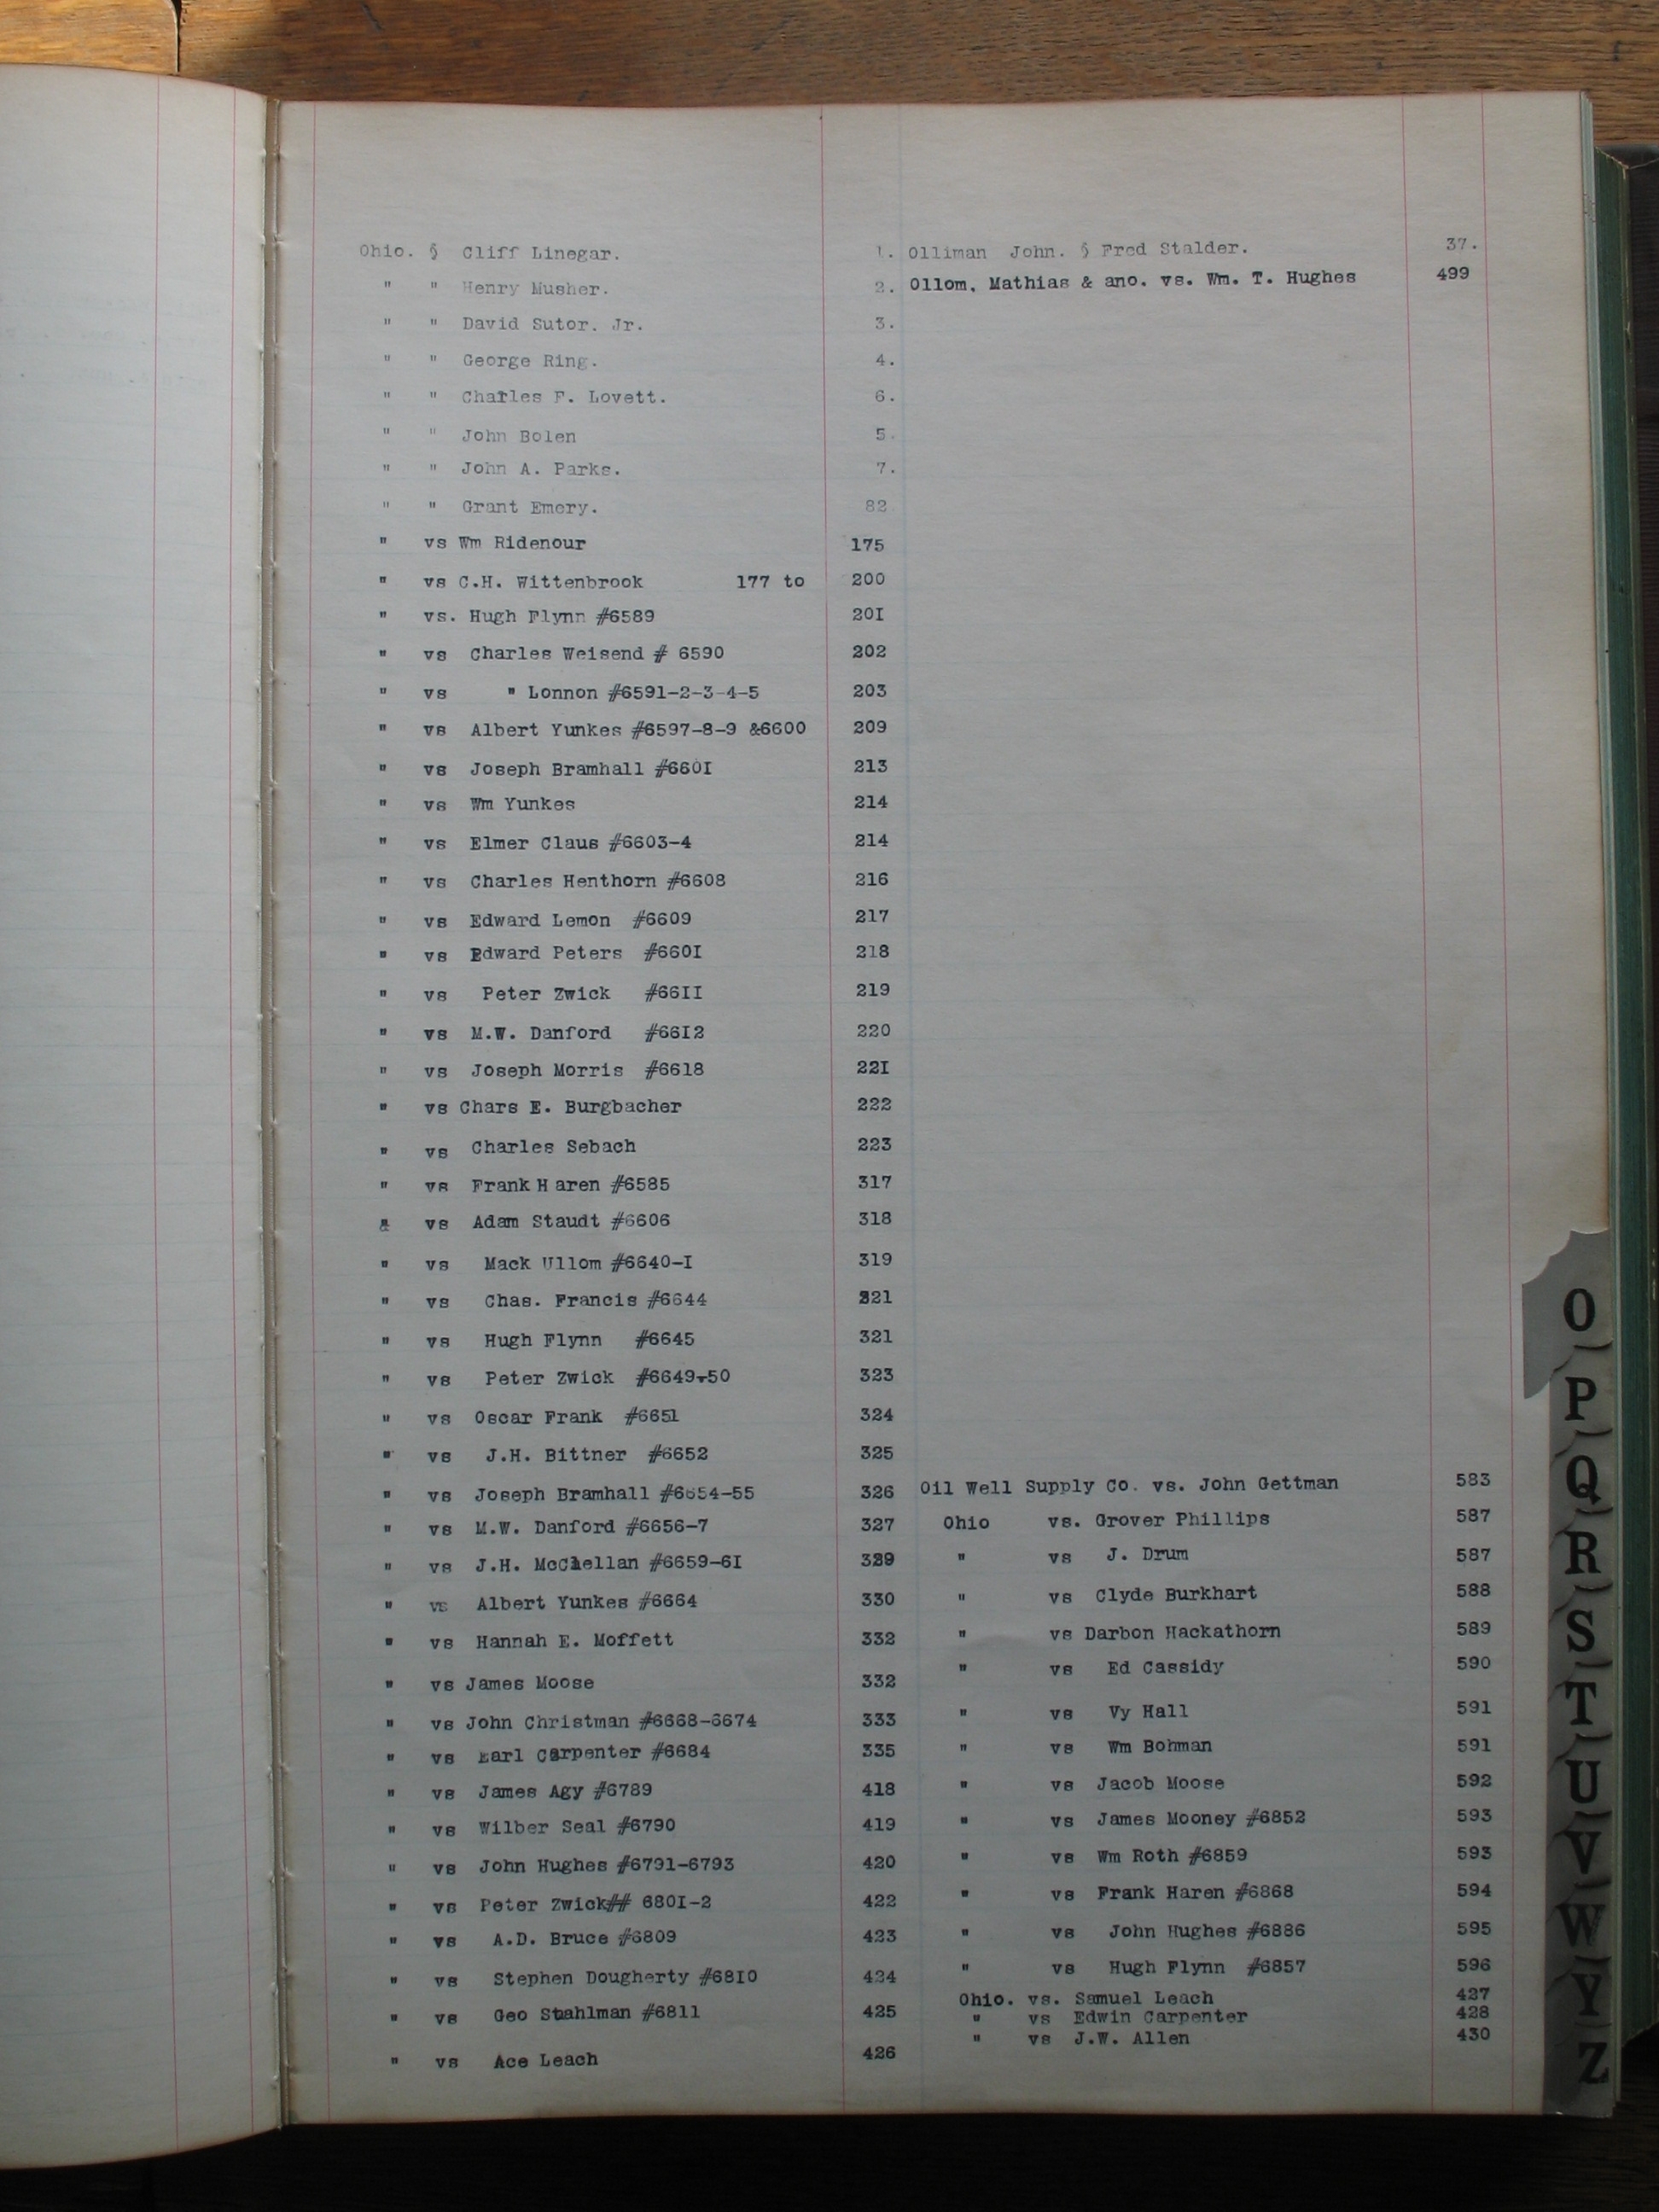 Ohio. § Cliff Linegar. 1.
" " Henry Musher. 2.
" " David Sutor. Jr. 3.
" " George Ring. 4.
" " Charles F. Lovett. 6.
" " John Bolen 5.
" " John A. Parks. 7.
" " Grant Emery. 82
" vs Wm Ridenour 175
" vs C.H. Wittenbrook 177 to 200
" vs. Hugh Flynn #6589 20I
" vs Charles Weisend # 6590 202
" vs " Lonnon #6591-2-3-4-5 203
" vs Albert Yunkes #6597-8-9 &6600 209
" vs Joseph Bramhall #660I 213
" vs Wm Yunkes 214
" vs Elmer Claus #6603-4 214
" vs Charles Henthorn #6608 216
" vs Edward Lemon #6609 217
" vs Edward Peters #660I 218
" vs Peter Zwick #66II 219
" vs M.W. Danford #66I2 220
" vs Joseph Morris #6618 22I
" vs Chars E. Burgbacher 222
" vs Charles Sebach 223
" vs Frank H aren #6585 317
& vs Adam Staudt #6606 318
" vs Mack Ullom #6640-I 319
" vs Chas. Francis #6644 321
" vs Hugh Flynn #6645 321
" vs Peter Zwick #6649-50 323
" vs Oscar Frank #6651 324
" vs J.H. Bittner #6652 325
" vs Joseph Bramhall #6654-55 326
" vs M.W. Danford #6656-7 327
" vs J.H. McClellan #6659-6I 329
" vs Albert Yunkes #6664 330
" vs Hannah E. Moffett 332
" vs James Moose 332
" vs John Christman #6668-6674 333
" vs Earl Carpenter #6684 335
" vs James Agy #6789 418
" vs Wilber Seal #6790 419
" vs John Hughes #6791-6793 420
" vs Peter Zwick## 680I-2 422
" vs A.D. Bruce #6809 423
" vs Stephen Dougherty #68I0 424
" vs Geo Stahlman #6811 425
" vs Ace Leach 426
Olliman John. § Fred Stalder. 37.
Ollom, Mathias & ano. vs. Wm. T. Hughes 499
Oil Well Supply Co. vs. John Gettman 583
Ohio vs. Grover Phillips 587
" vs J. Drum 587
" vs Clyde Burkhart 588
" vs Darbon Hackathorn 589
" vs Ed Cassidy 590
" vs Vy Hall 591
" vs Wm Bohman 591
" vs Jacob Moose 592
" vs James Mooney #6852 593
" vs Wm Roth #6859 593
" vs Frank Haren #6868 594
" vs John Hughes #6886 595
" vs Hugh Flynn #6857 596
Ohio. vs. Samuel Leach 427
" vs Edwin Carpenter 428
" vs J.W. Allen 430
O
P
Q
R
S
T
U
V
W
Y
Z